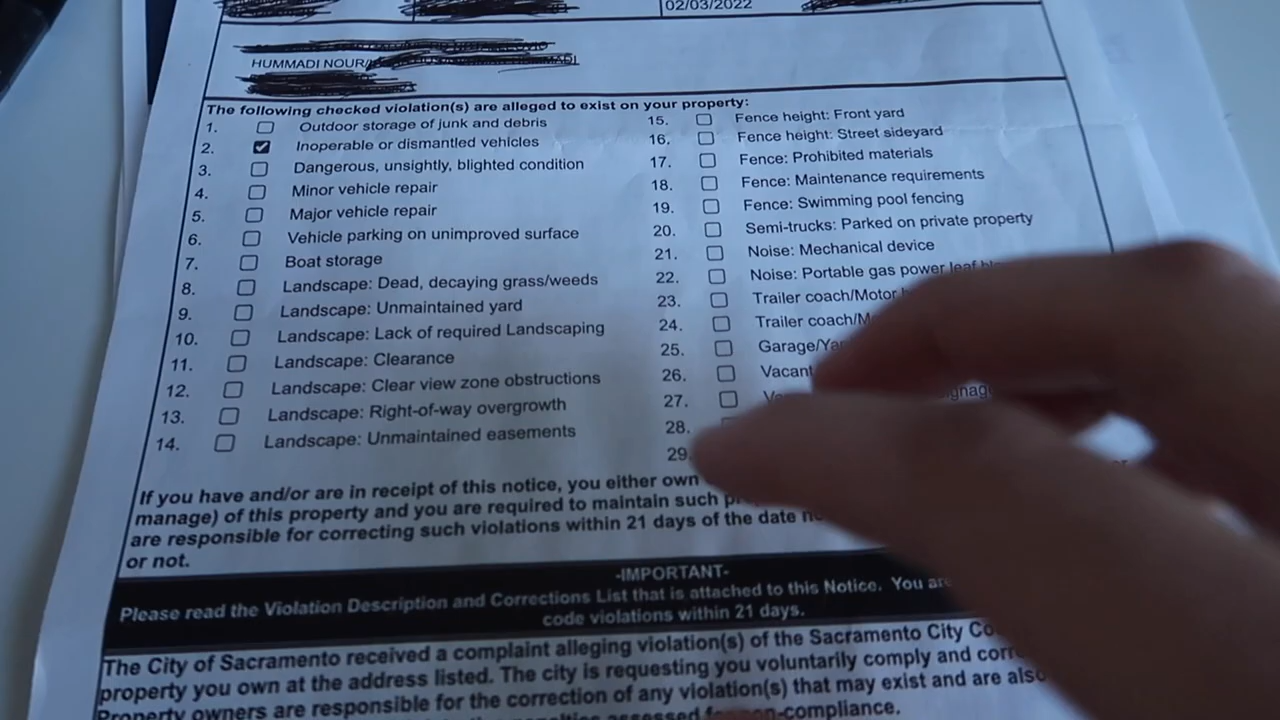 02/03/2022
HUMMADI NOUR/
The following checked violation(s) are alleged to exist on your property:
1. Outdoor storage of junk and debris
2. Inoperable or dismantled vehicles
3. Dangerous, unsightly, blighted condition
4. Minor vehicle repair
5. Major vehicle repair
6. Vehicle parking on unimproved surface
7. Boat storage
8. Landscape: Dead, decaying grass/weeds
9. Landscape: Unmaintained yard
10. Landscape: Lack of required Landscaping
11. Landscape: Clearance
12. Landscape: Clear view zone obstructions
13. Landscape: Right-of-way overgrowth
14. Landscape: Unmaintained easements
15. Fence height: Front yard
16. Fence height: Street sideyard
17. Fence: Prohibited materials
18. Fence: Maintenance requirements
19. Fence: Swimming pool fencing
20. Semi-trucks: Parked on private property
21. Noise: Mechanical device
22. Noise: Portable gas power leaf
23. Trailer coach/Motor
24. Trailer coach/
25. Garage/
26. Vacant
27.
28.
29.
If you have and/or are in receipt of this notice, you either own
manage) of this property and you are required to maintain such
are responsible for correcting such violations within 21 days of the date
or not.
-IMPORTANT-
Please read the Violation Description and Corrections List that is attached to this Notice. You are
code violations within 21 days.
The City of Sacramento received a complaint alleging violation(s) of the Sacramento City
property you own at the address listed. The city is requesting you voluntarily comply and
Property owners are responsible for the correction of any violation(s) that may exist and are also
assessed for non-compliance.